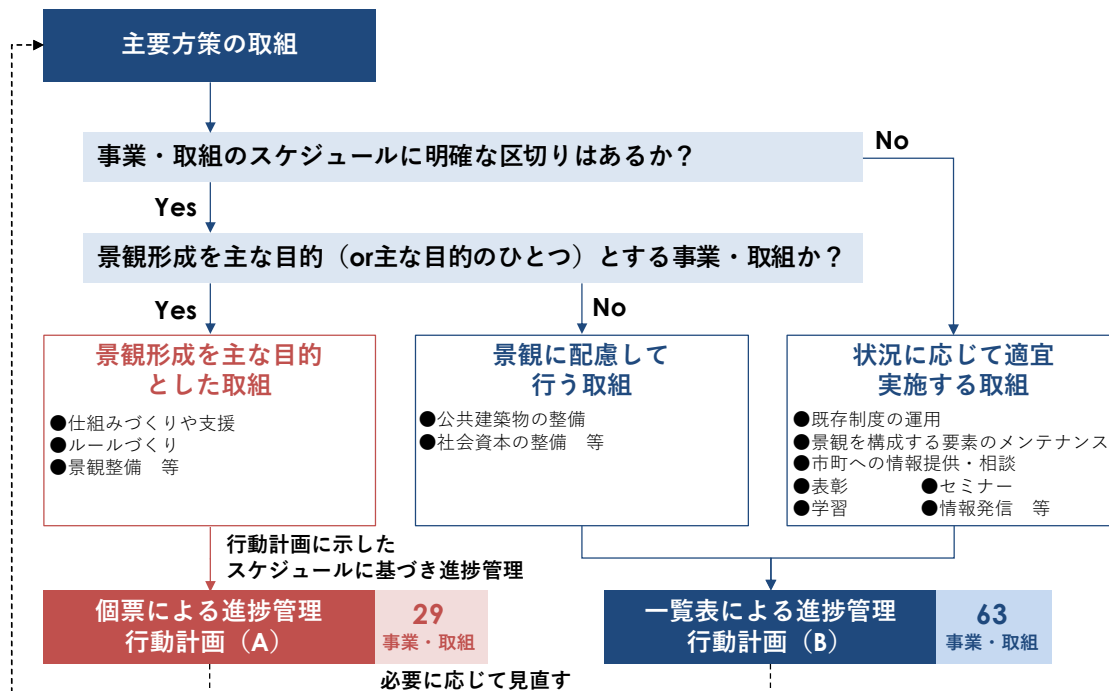 主要方策の取組
事業・取組のスケジュールに明確な区切りはあるか？
No
Yes
景観形成を主な目的（or主な目的のひとつ）とする事業・取組か？
Yes
No
景観形成を主な目的
とした取組
●仕組みづくりや支援
●ルールづくり
●景観整備　等
景観に配慮して
行う取組
●公共建築物の整備
●社会資本の整備　等
状況に応じて適宜
実施する取組
●既存制度の運用
●景観を構成する要素のメンテナンス
●市町への情報提供・相談
●表彰　●セミナー
●学習　●情報発信　等
行動計画に示した
スケジュールに基づき進捗管理
個票による進捗管理
行動計画（A）
29
事業・取組
一覧表による進捗管理
行動計画（B）
63
事業・取組
必要に応じて見直す